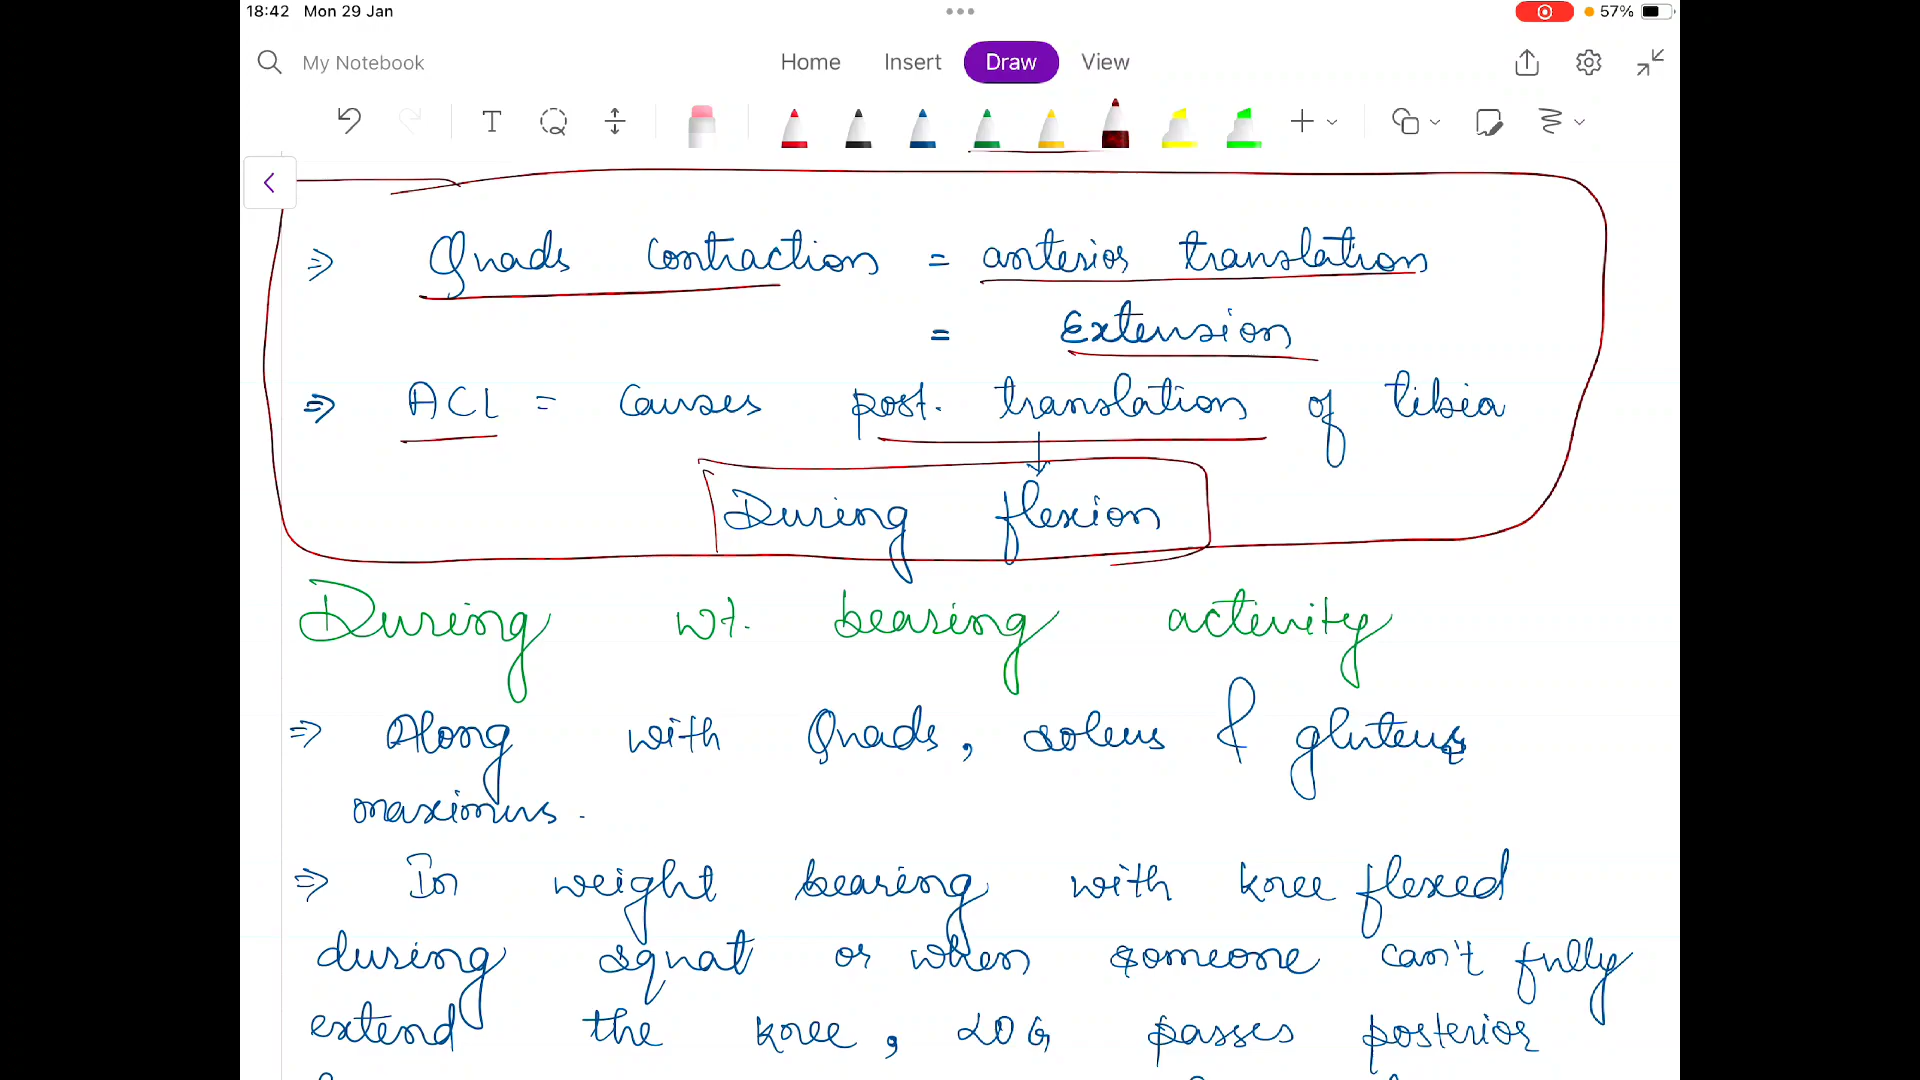 18:42 Mon 29 Jan
57%
My Notebook
Home Insert Draw View
⇒ Quads contraction = anterior translation
= Extension
⇒ ACL = causes post. translation of tibia
↓
During flexion
During wt. bearing activity
⇒ Along with Quads, soleus & gluteus
maximus.
⇒ In weight bearing with knee flexed
during squat or when someone can't fully
extend the knee, LOG passes posterior